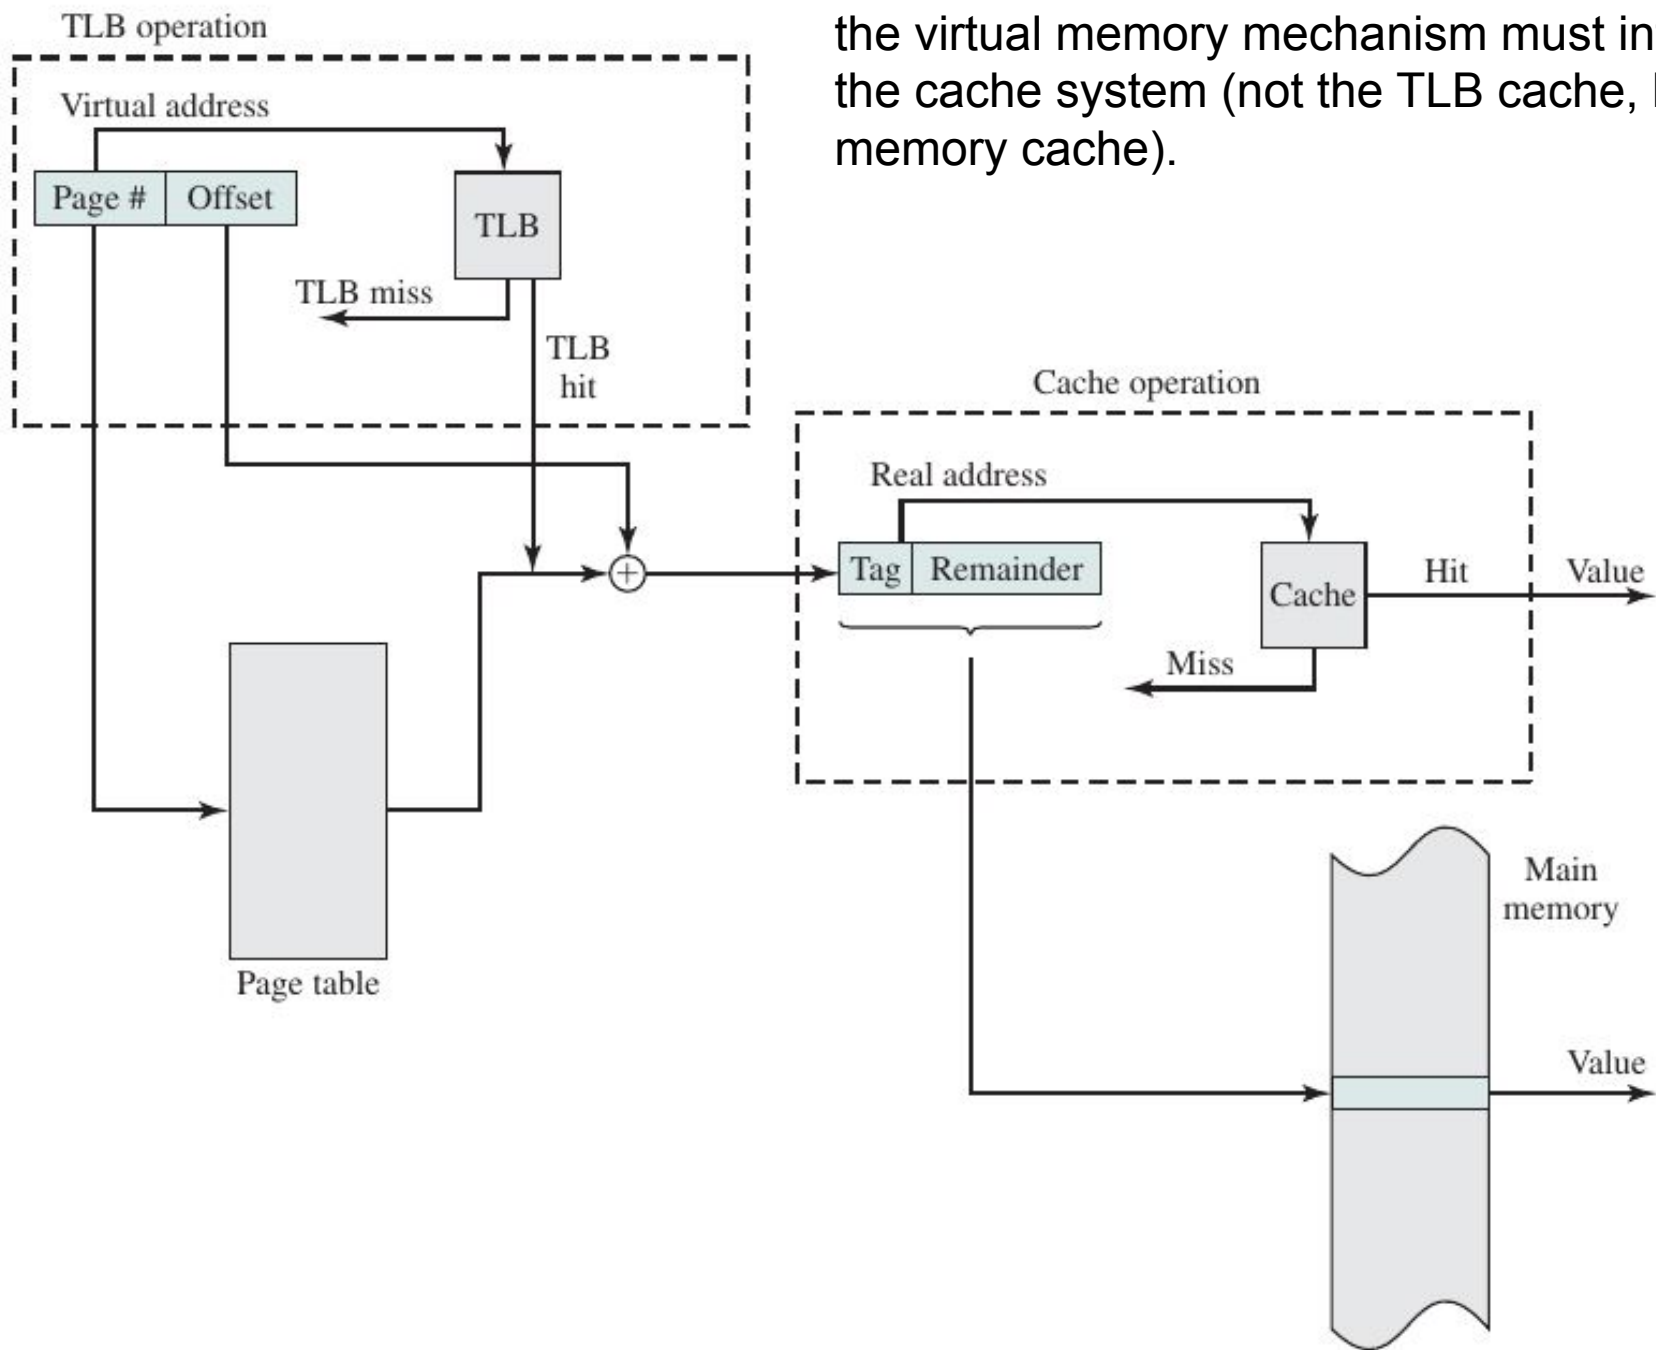 TLB operation
the virtual memory mechanism must
the cache system (not the TLB cache,
memory cache).
Virtual address
Page #
Offset
TLB
TLB miss
TLB
hit
Cache operation
Real address
Tag
Remainder
Cache
Hit
Value
Miss
Page table
Main
memory
Value